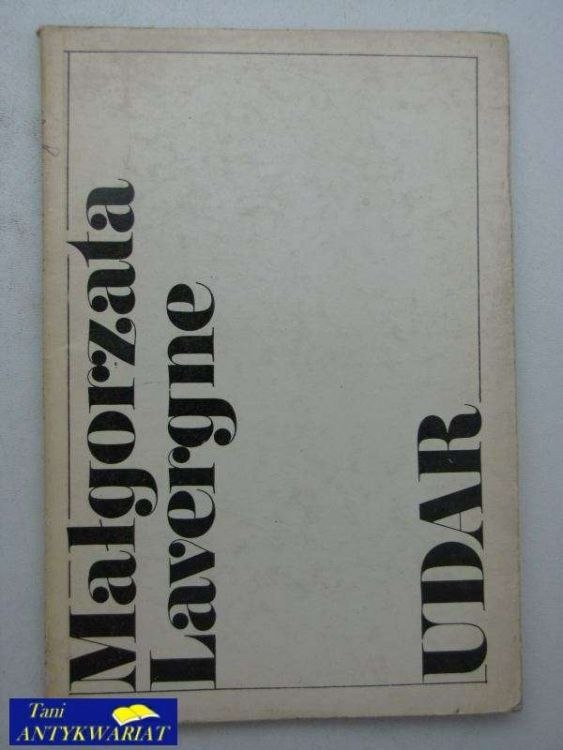 Małgorzata
Lavergne
UDAR
Tani
ANTYKWARIAT